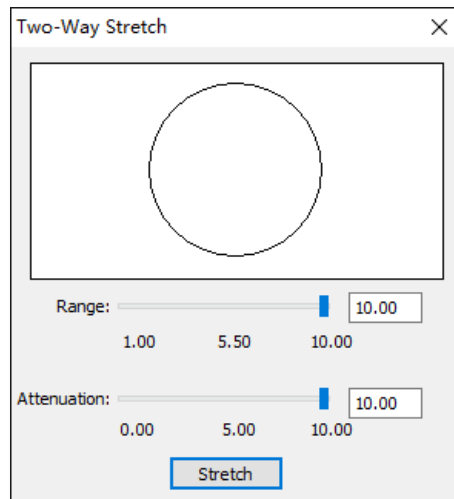 Two-Way Stretch
Range: 10.00
1.00 5.50 10.00
Attenuation: 10.00
0.00 5.00 10.00
Stretch